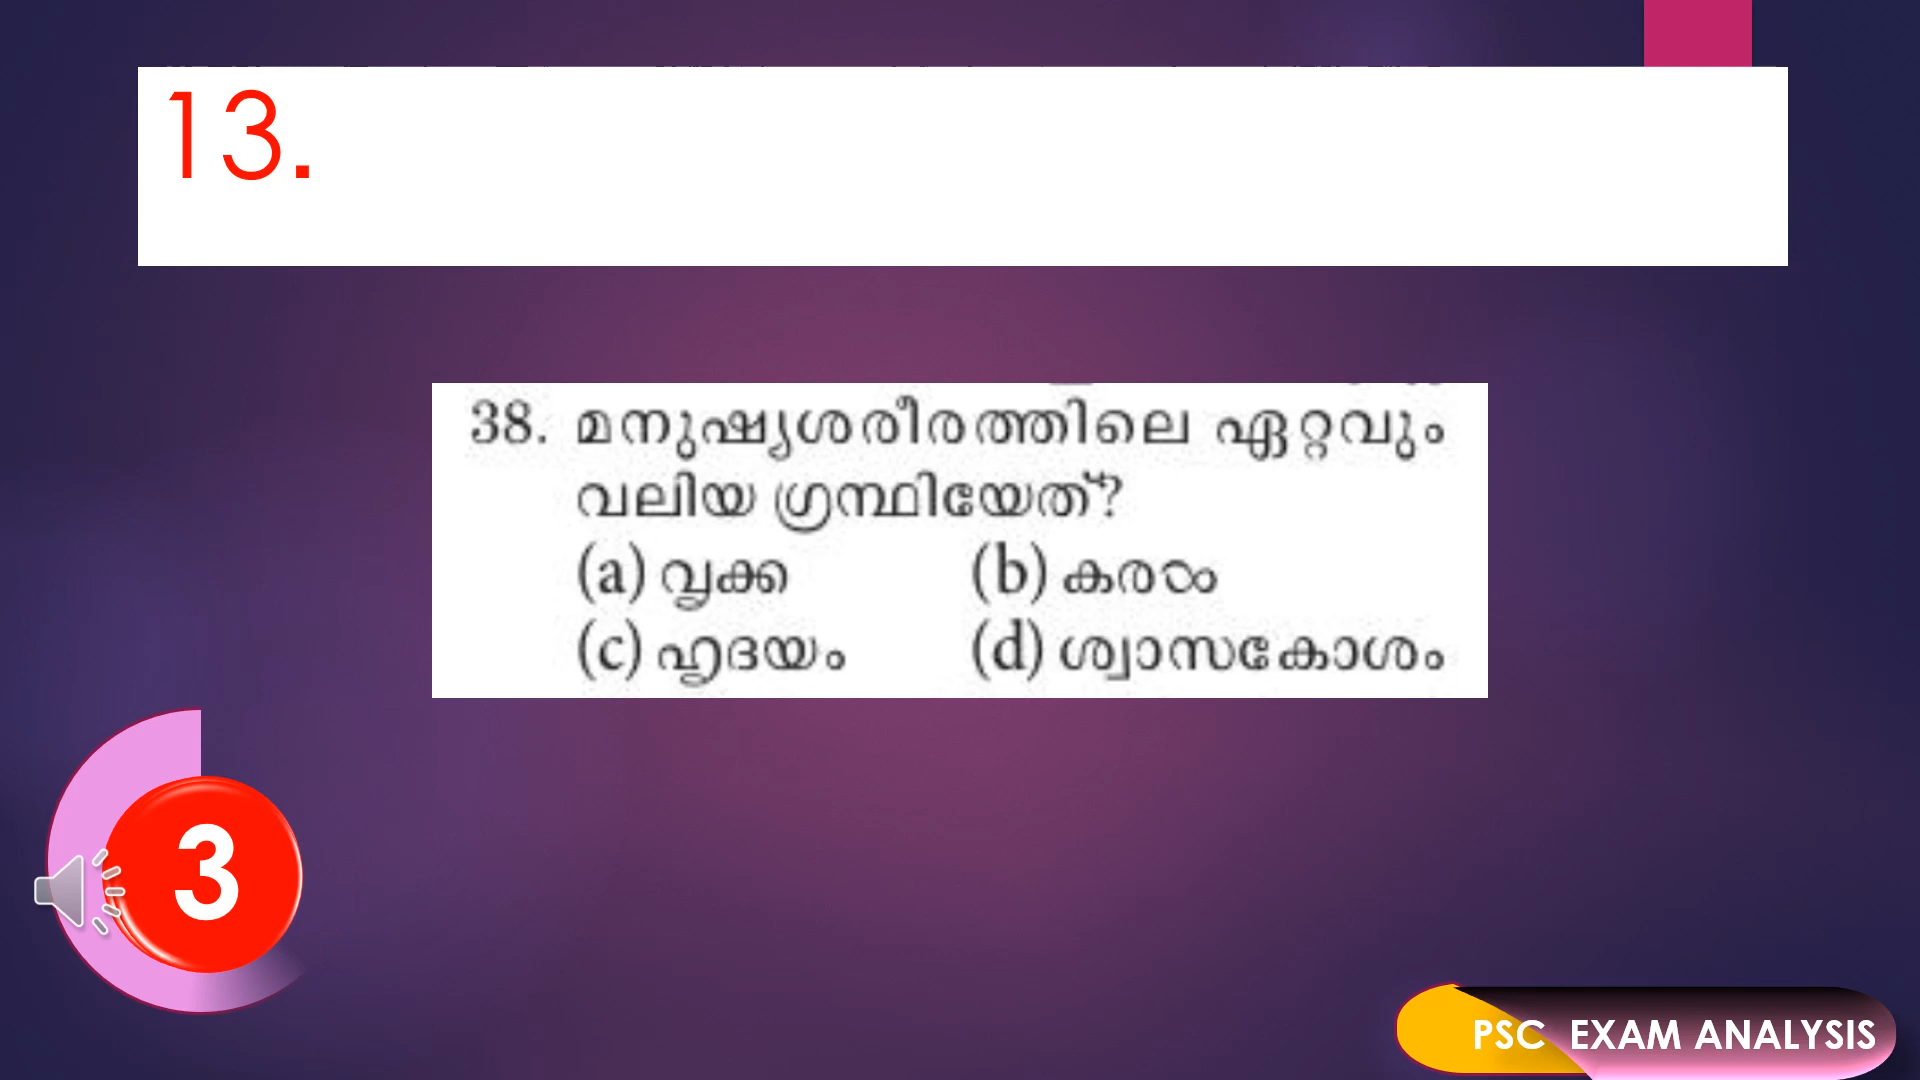 13.
38. മനുഷ്യശരീരത്തിലെ ഏറ്റവും
വലിയ ഗ്രന്ഥിയേത്?
(a) വൃക്ക (b) കരൾ
(c) ഹൃദയം (d) ശ്വാസകോശം
3
PSC EXAM ANALYSIS